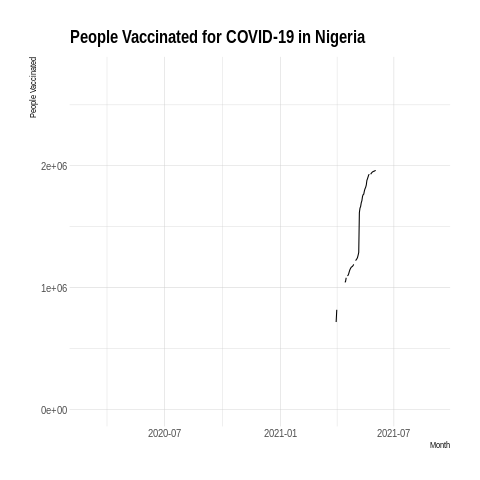 People Vaccinated for COVID-19 in Nigeria
People Vaccinated
2e+06
1e+06
0e+00
2020-07 2021-01 2021-07
Month